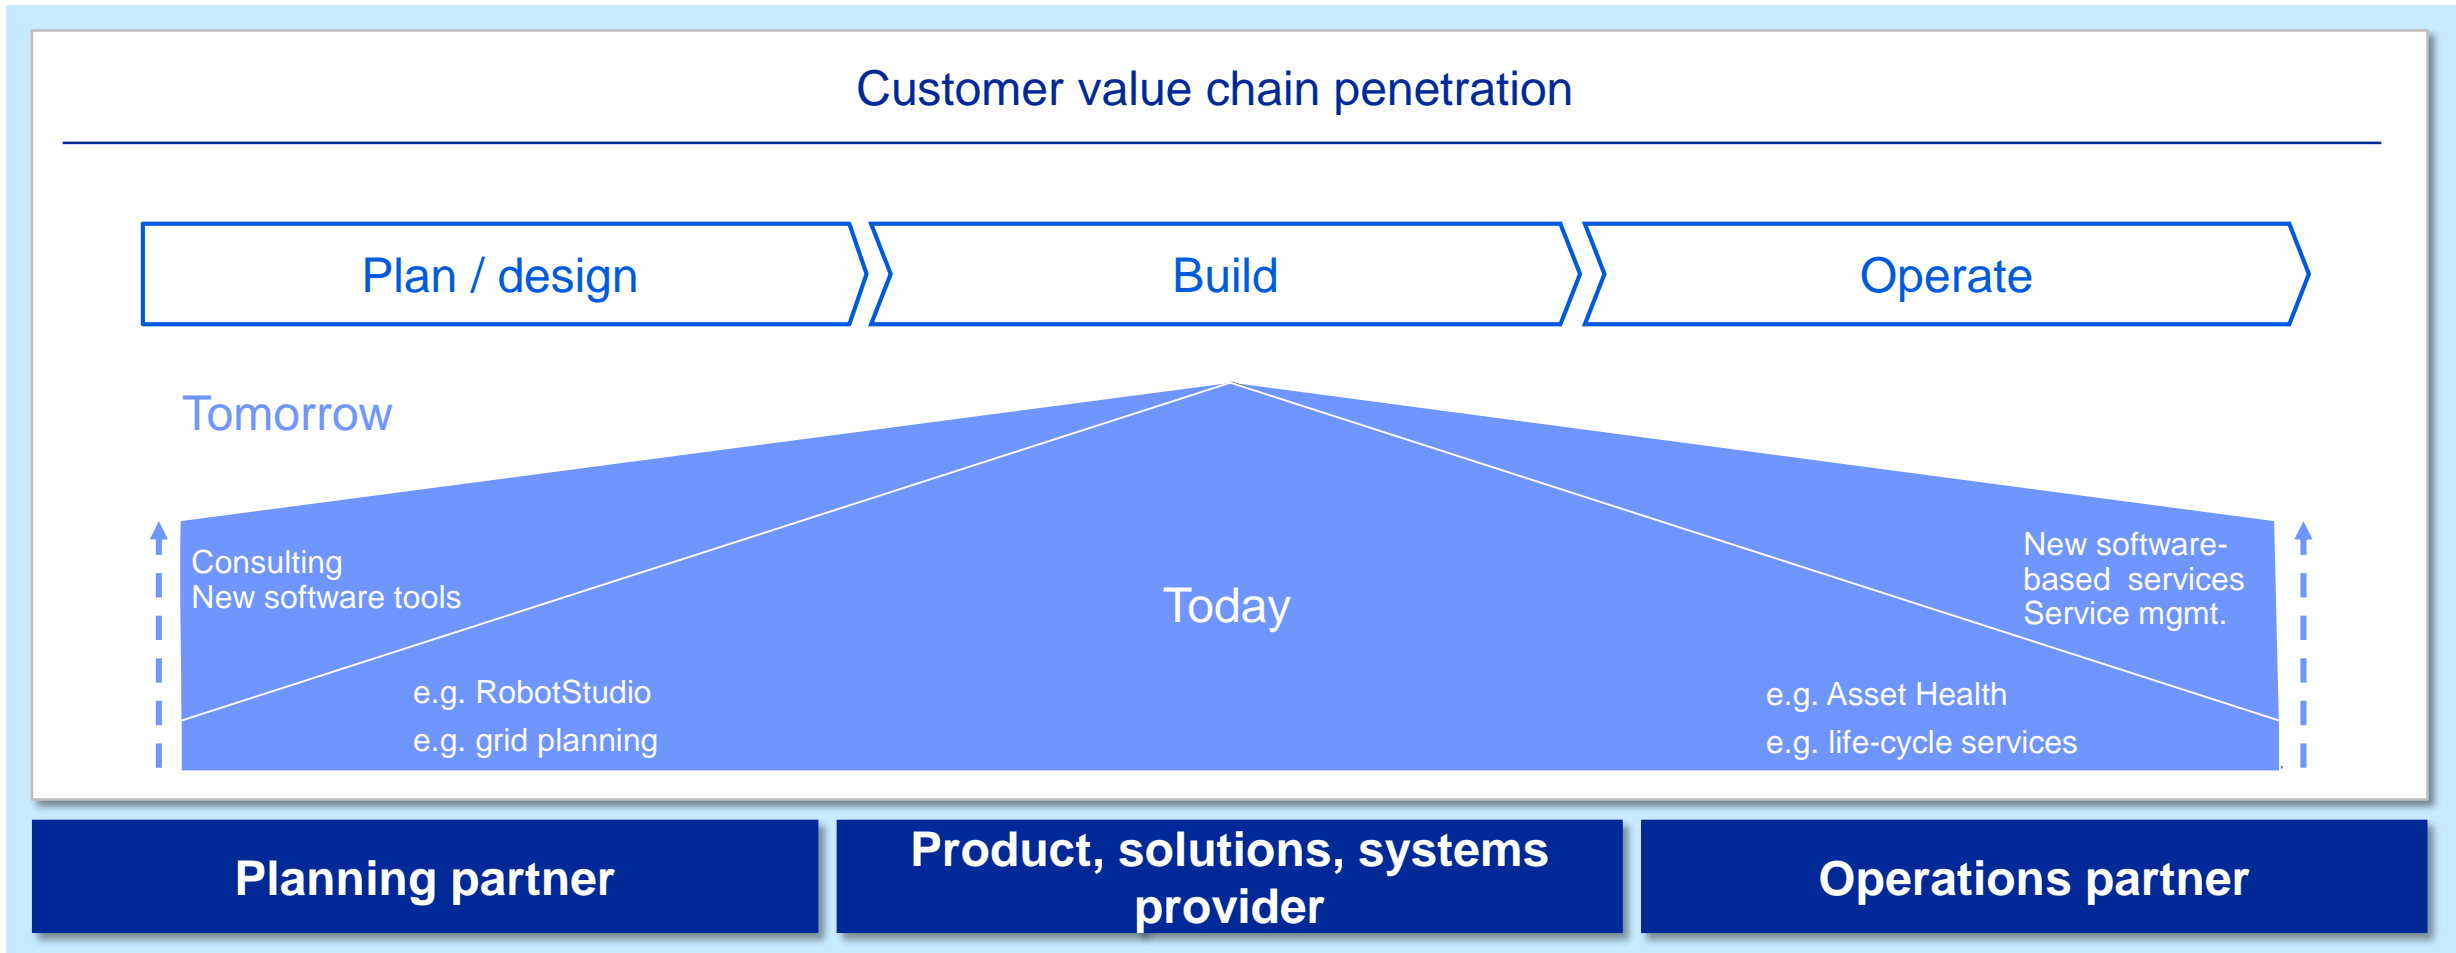 Customer value chain penetration
Plan / design
Build
Operate
Tomorrow
Consulting
New software tools
New software-
based services
Service mgmt.
Today
e.g. RobotStudio
e.g. grid planning
e.g. Asset Health
e.g. life-cycle services
Planning partner
Product, solutions, systems
provider
Operations partner